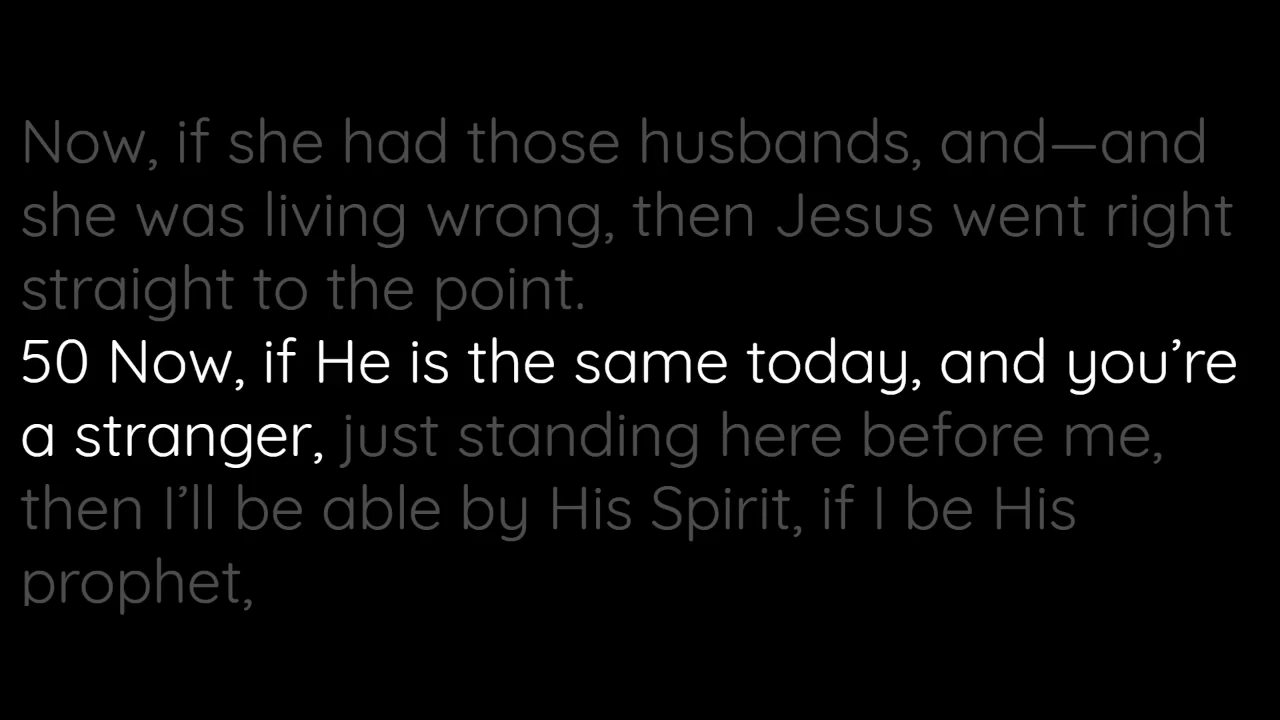 Now, if she had those husbands, and—and
she was living wrong, then Jesus went right
straight to the point.
50 Now, if He is the same today, and you’re
a stranger, just standing here before me,
then I’ll be able by His Spirit, if I be His
prophet,